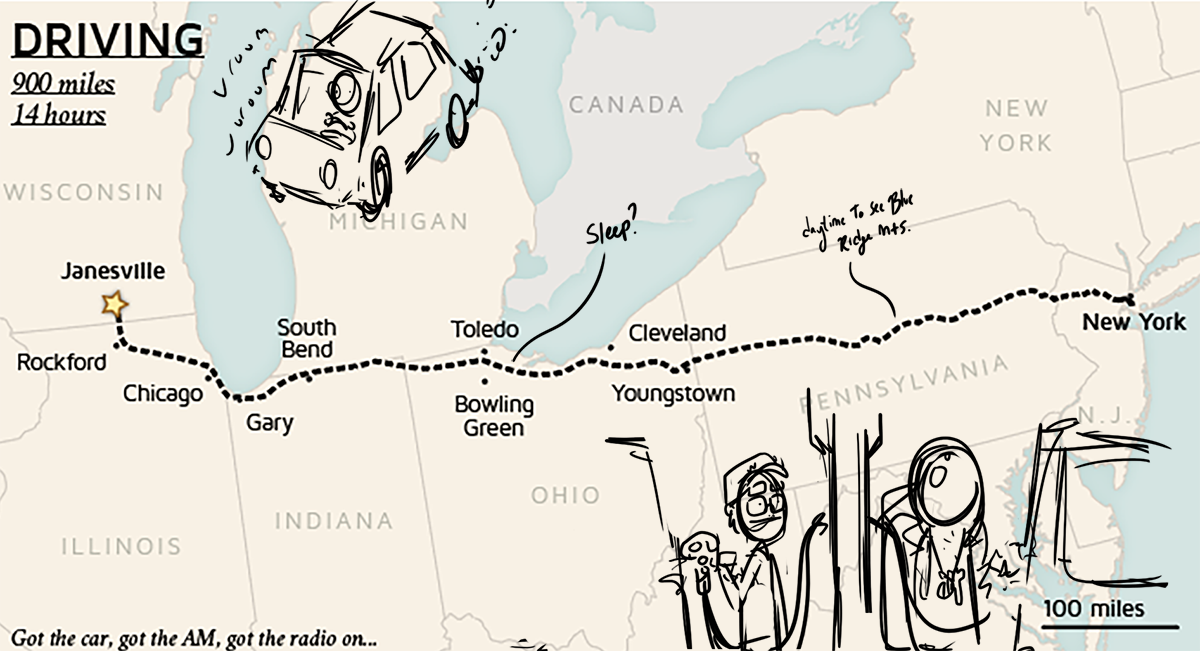 DRIVING
900 miles
14 hours
vroom
vuroom
CANADA
NEW
YORK
WISCONSIN
MICHIGAN
Sleep?
daytime To see Blue
Ridge mts.
Janesville
Rockford
Chicago
South
Bend
Gary
Toledo
Bowling
Green
Cleveland
Youngstown
New York
PENNSYLVANIA
N.J.
OHIO
INDIANA
ILLINOIS
100 miles
Got the car, got the AM, got the radio on...